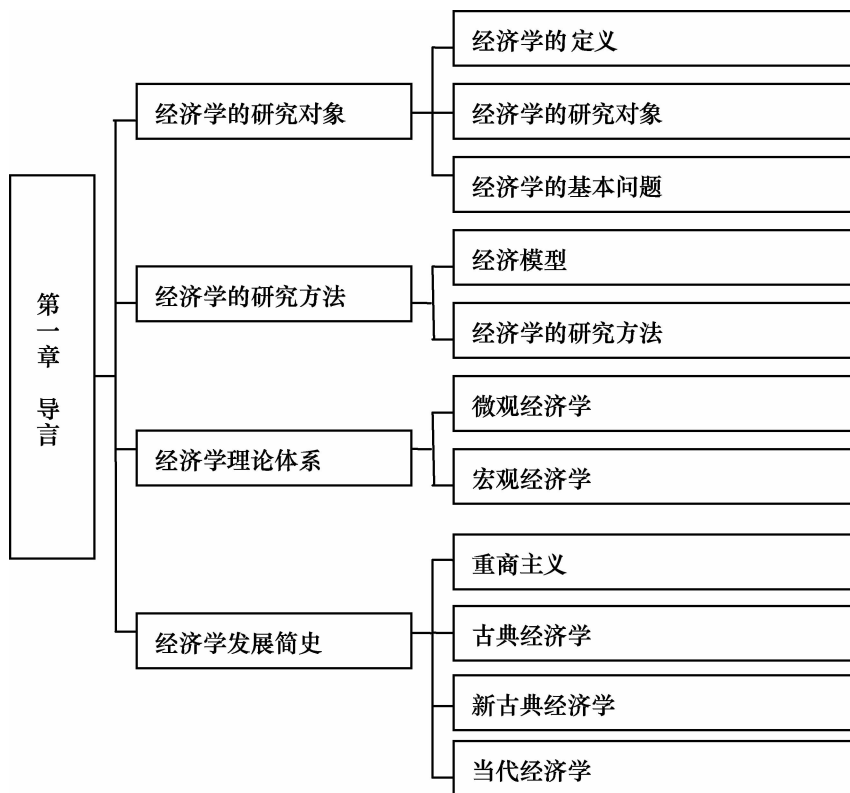 第一章 导言
经济学的研究对象
经济学的定义
经济学的研究对象
经济学的基本问题
经济学的研究方法
经济模型
经济学的研究方法
经济学理论体系
微观经济学
宏观经济学
经济学发展简史
重商主义
古典经济学
新古典经济学
当代经济学